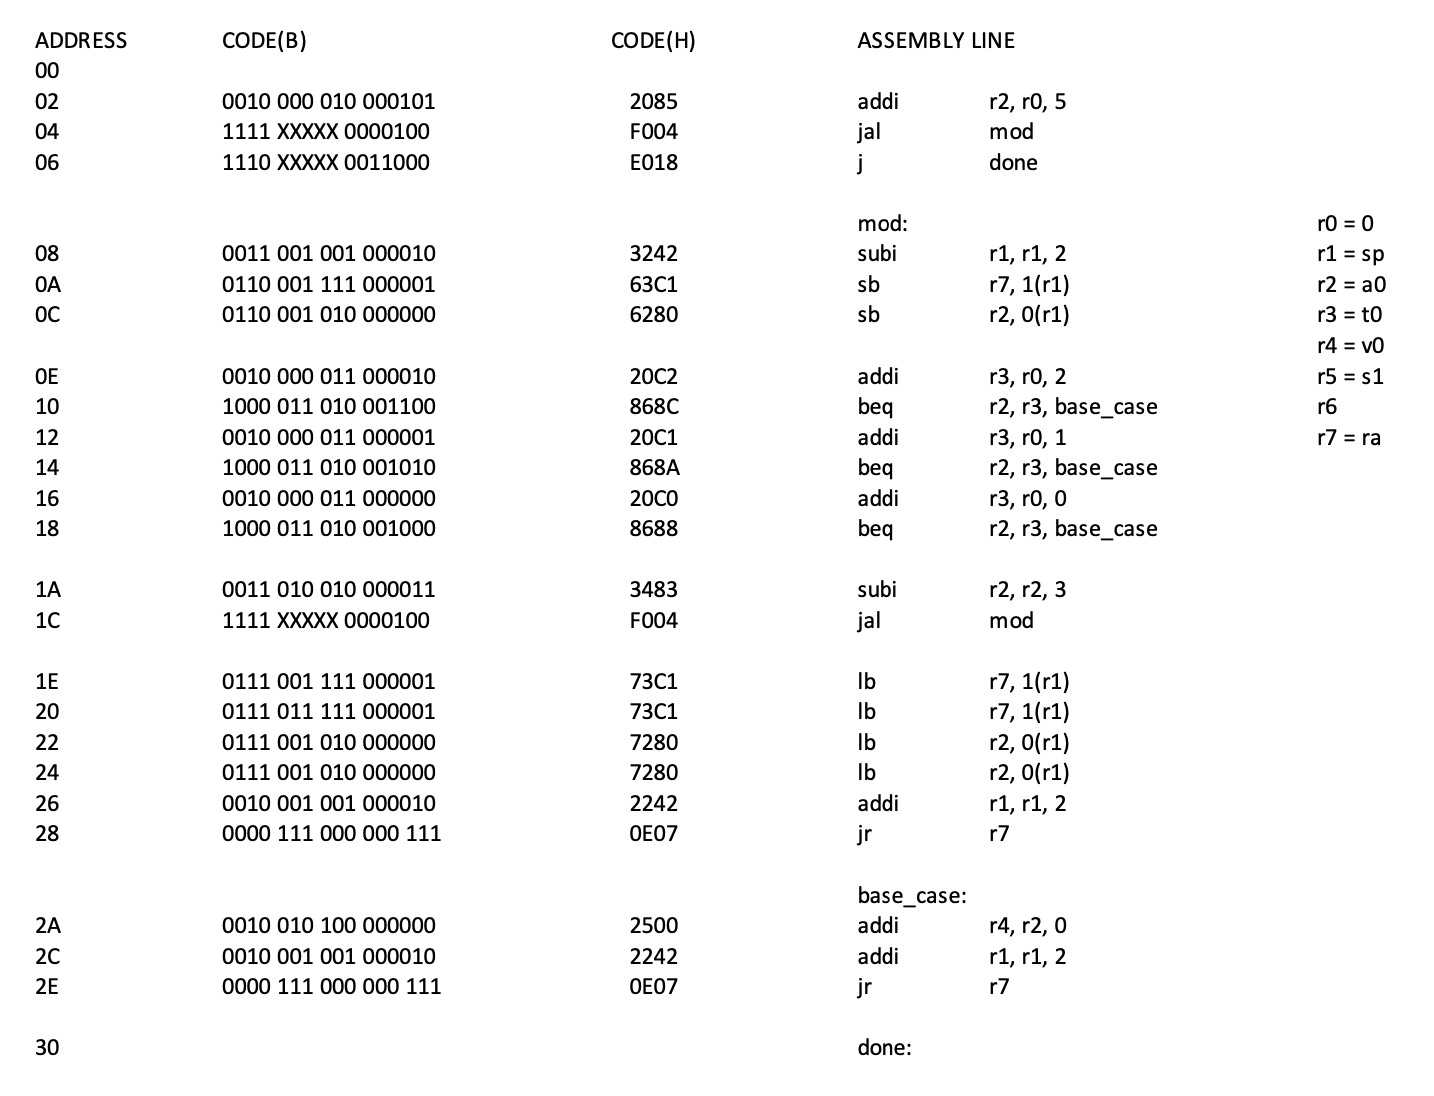 ADDRESS CODE(B) CODE(H) ASSEMBLY LINE
00
02 0010 000 010 000101 2085 addi r2, r0, 5
04 1111 XXXXX 0000100 F004 jal mod
06 1110 XXXXX 0011000 E018 j done
mod: r0 = 0
08 0011 001 001 000010 3242 subi r1, r1, 2 r1 = sp
0A 0110 001 111 000001 63C1 sb r7, 1(r1) r2 = a0
0C 0110 001 010 000000 6280 sb r2, 0(r1) r3 = t0
r4 = v0
0E 0010 000 011 000010 20C2 addi r3, r0, 2 r5 = s1
10 1000 011 010 001100 868C beq r2, r3, base_case r6
12 0010 000 011 000001 20C1 addi r3, r0, 1 r7 = ra
14 1000 011 010 001010 868A beq r2, r3, base_case
16 0010 000 011 000000 20C0 addi r3, r0, 0
18 1000 011 010 001000 8688 beq r2, r3, base_case
1A 0011 010 010 000011 3483 subi r2, r2, 3
1C 1111 XXXXX 0000100 F004 jal mod
1E 0111 001 111 000001 73C1 lb r7, 1(r1)
20 0111 011 111 000001 73C1 lb r7, 1(r1)
22 0111 001 010 000000 7280 lb r2, 0(r1)
24 0111 001 010 000000 7280 lb r2, 0(r1)
26 0010 001 001 000010 2242 addi r1, r1, 2
28 0000 111 000 000 111 0E07 jr r7
base_case:
2A 0010 010 100 000000 2500 addi r4, r2, 0
2C 0010 001 001 000010 2242 addi r1, r1, 2
2E 0000 111 000 000 111 0E07 jr r7
30 done: